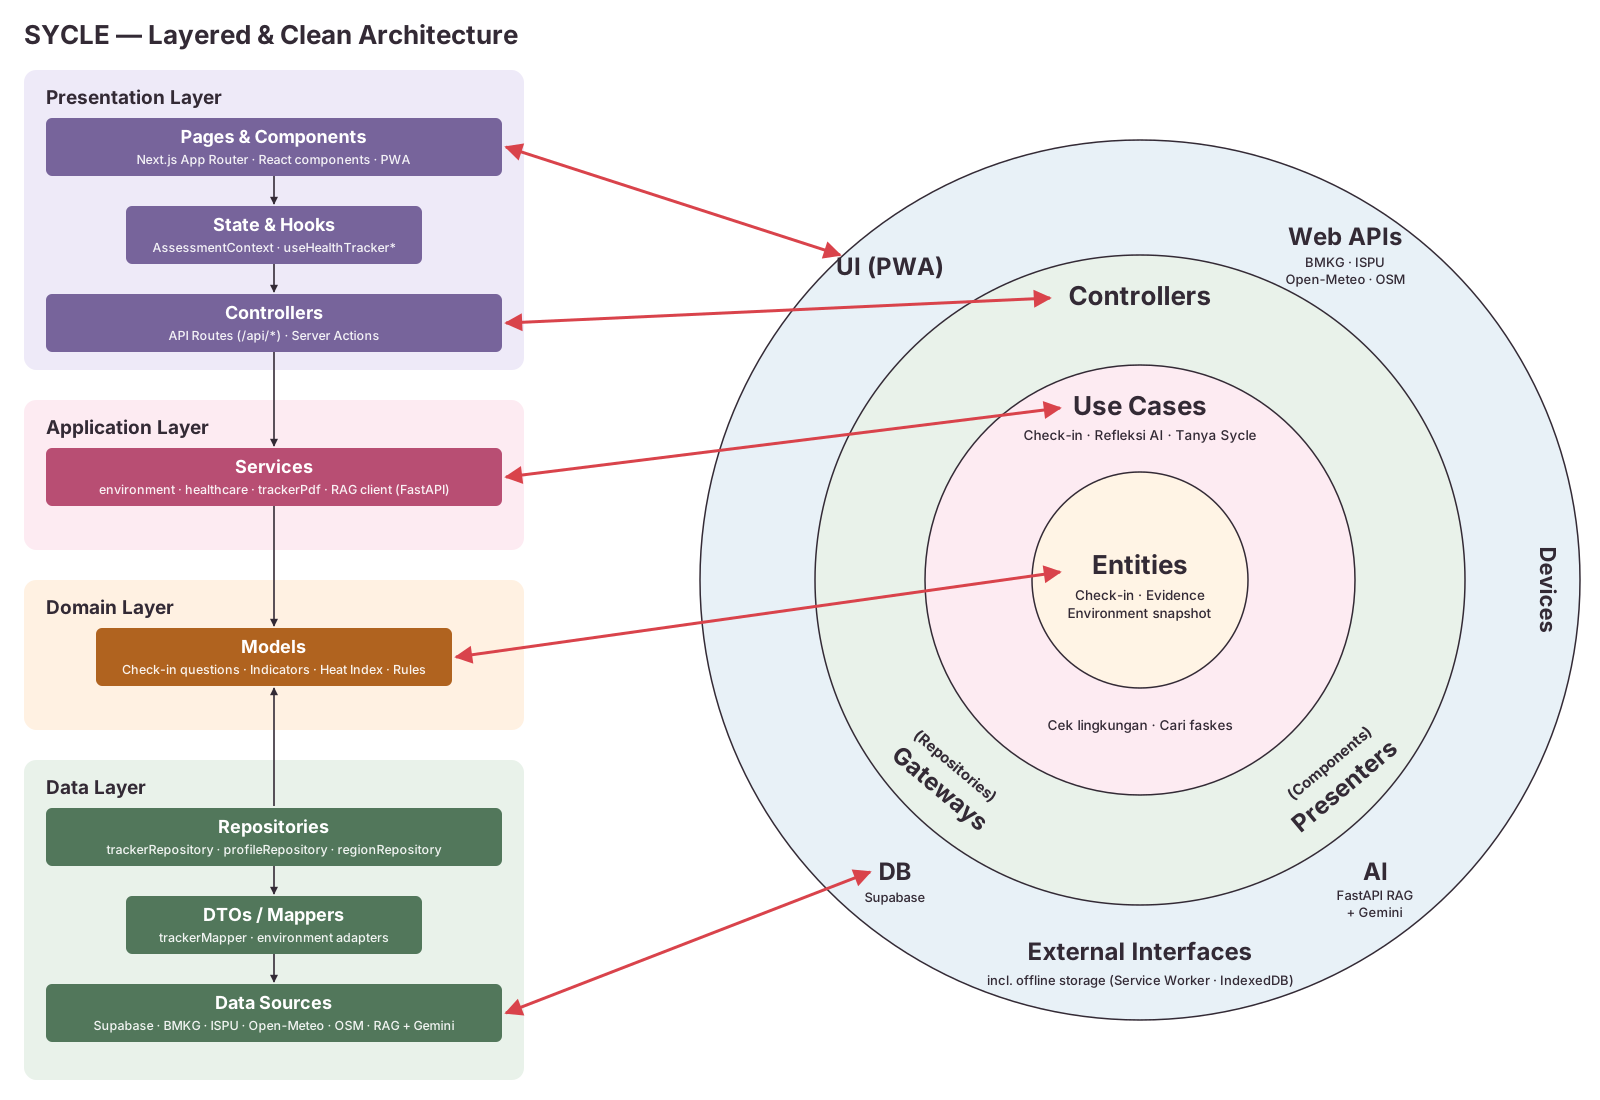 SYCLE — Layered & Clean Architecture
Presentation Layer
Pages & Components
Next.js App Router · React components · PWA
State & Hooks
AssessmentContext · useHealthTracker*
Controllers
API Routes (/api/*) · Server Actions
Application Layer
Services
environment · healthcare · trackerPdf · RAG client (FastAPI)
Domain Layer
Models
Check-in questions · Indicators · Heat Index · Rules
Data Layer
Repositories
trackerRepository · profileRepository · regionRepository
DTOs / Mappers
trackerMapper · environment adapters
Data Sources
Supabase · BMKG · ISPU · Open-Meteo · OSM · RAG + Gemini
UI (PWA)
Web APIs
BMKG · ISPU
Open-Meteo · OSM
Controllers
Use Cases
Check-in · Refleksi AI · Tanya Sycle
Entities
Check-in · Evidence
Environment snapshot
Devices
Cek lingkungan · Cari faskes
(Repositories)
Gateways
(Components)
Presenters
DB
Supabase
AI
FastAPI RAG
+ Gemini
External Interfaces
incl. offline storage (Service Worker · IndexedDB)